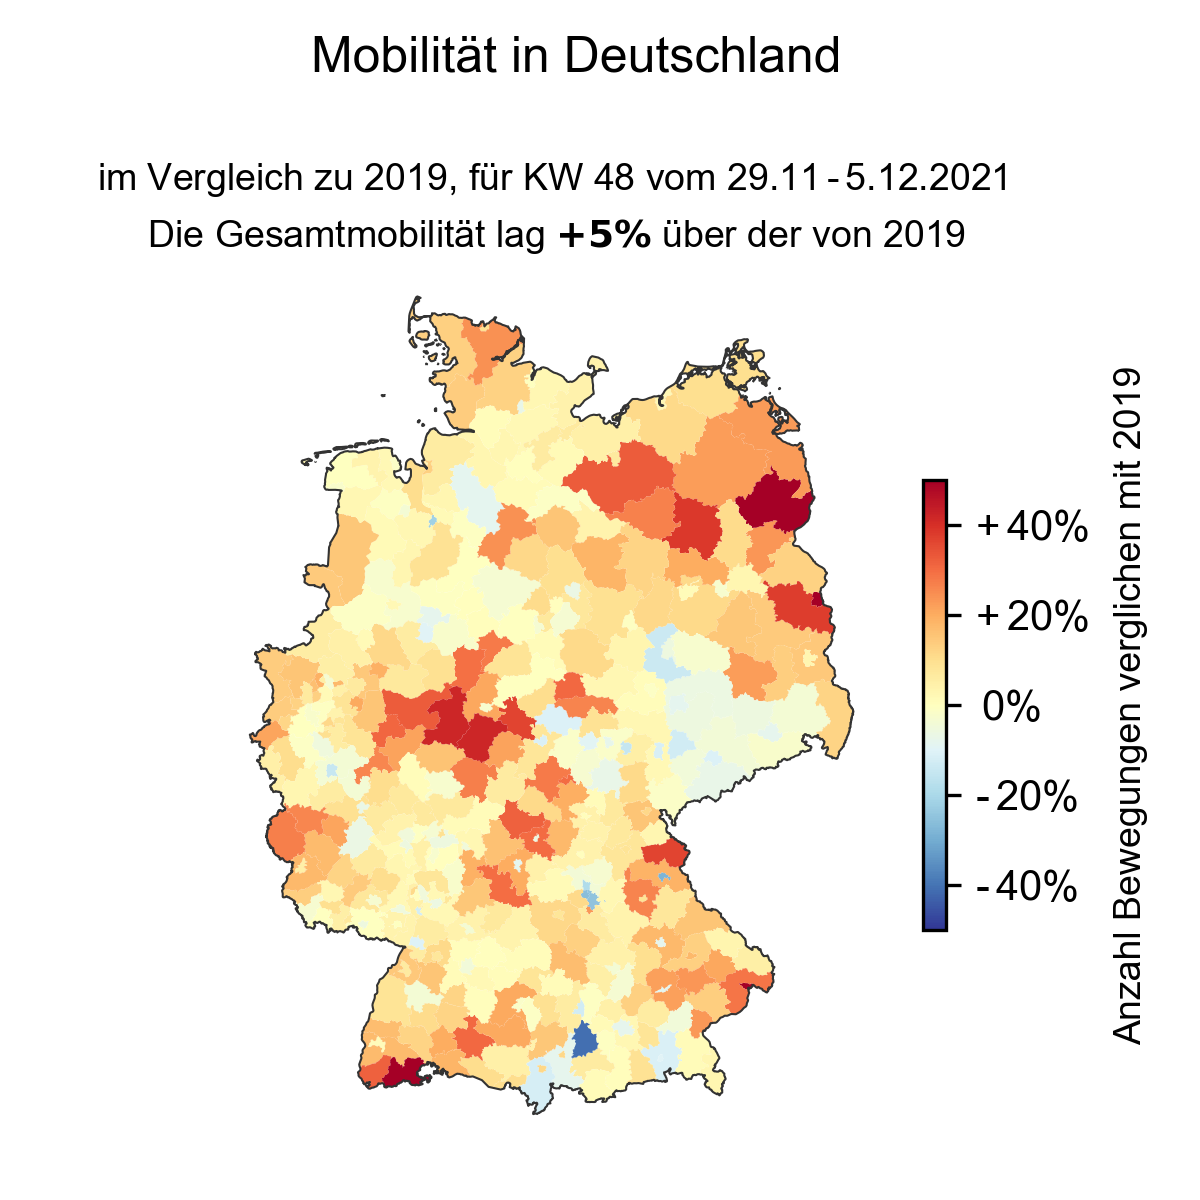 Mobilität in Deutschland
im Vergleich zu 2019, für KW 48 vom 29.11-5.12.2021
Die Gesamtmobilität lag +5% über der von 2019
+40%
+20%
0%
-20%
-40%
Anzahl Bewegungen verglichen mit 2019